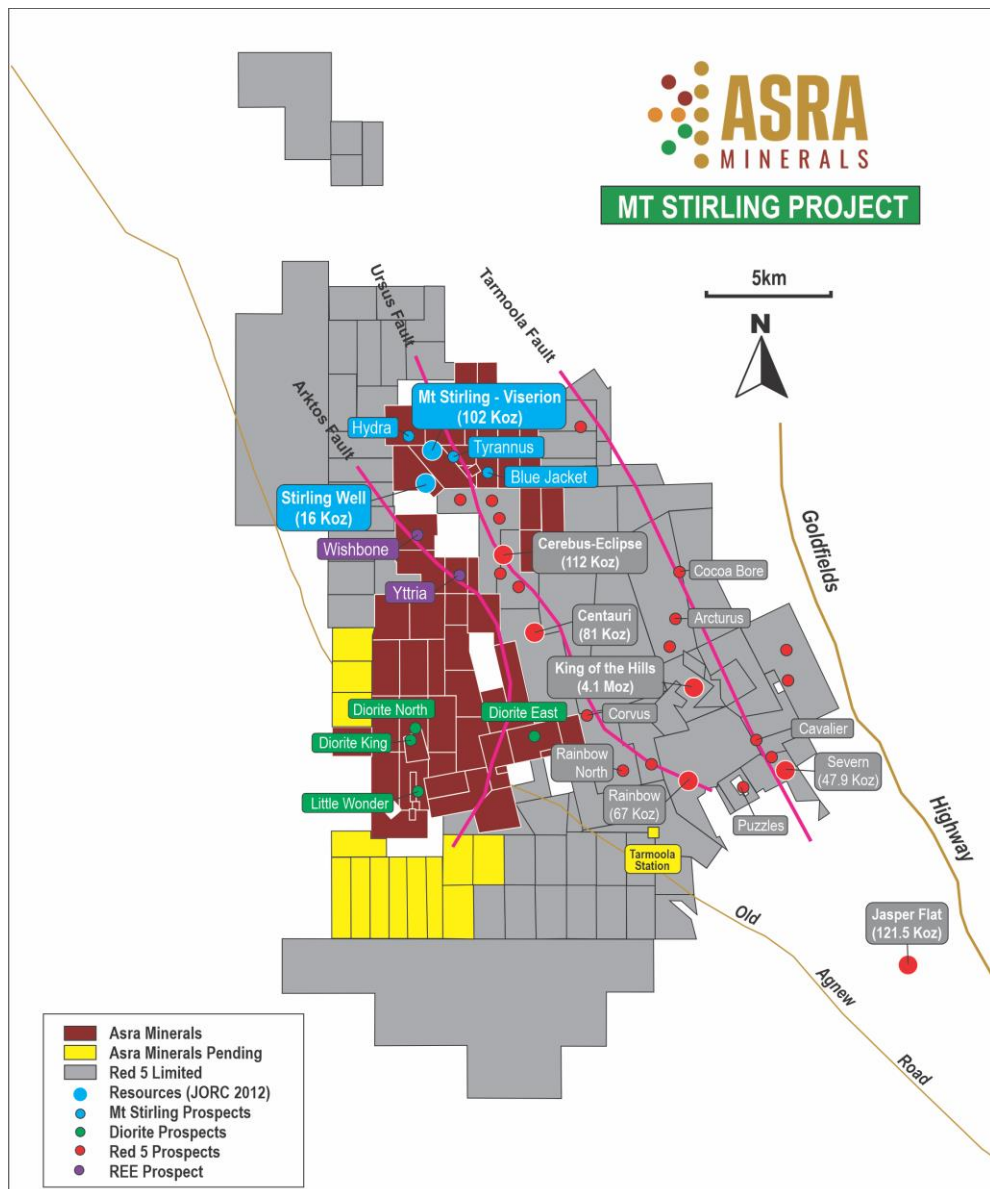 ASRA
MINERALS
MT STIRLING PROJECT
5km
N
Ursus Fault
Tarmoola Fault
Arktos Fault
Mt Stirling - Viserion
(102 Koz)
Hydra
Tyrannus
Blue Jacket
Stirling Well
(16 Koz)
Wishbone
Yttria
Cerebus-Eclipse
(112 Koz)
Cocoa Bore
Centauri
(81 Koz)
Arcturus
King of the Hills
(4.1 Moz)
Diorite North
Diorite King
Diorite East
Corvus
Cavalier
Little Wonder
Rainbow
North
Rainbow
(67 Koz)
Severn
(47.9 Koz)
Puzzles
Tarmoola
Station
Goldfields
Highway
Jasper Flat
(121.5 Koz)
Old
Agnew
Road
Asra Minerals
Asra Minerals Pending
Red 5 Limited
Resources (JORC 2012)
Mt Stirling Prospects
Diorite Prospects
Red 5 Prospects
REE Prospect